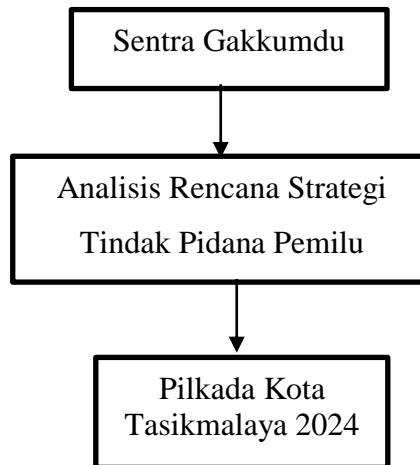 Sentra Gakkumdu
Analisis Rencana Strategi
Tindak Pidana Pemilu
Pilkada Kota
Tasikmalaya 2024